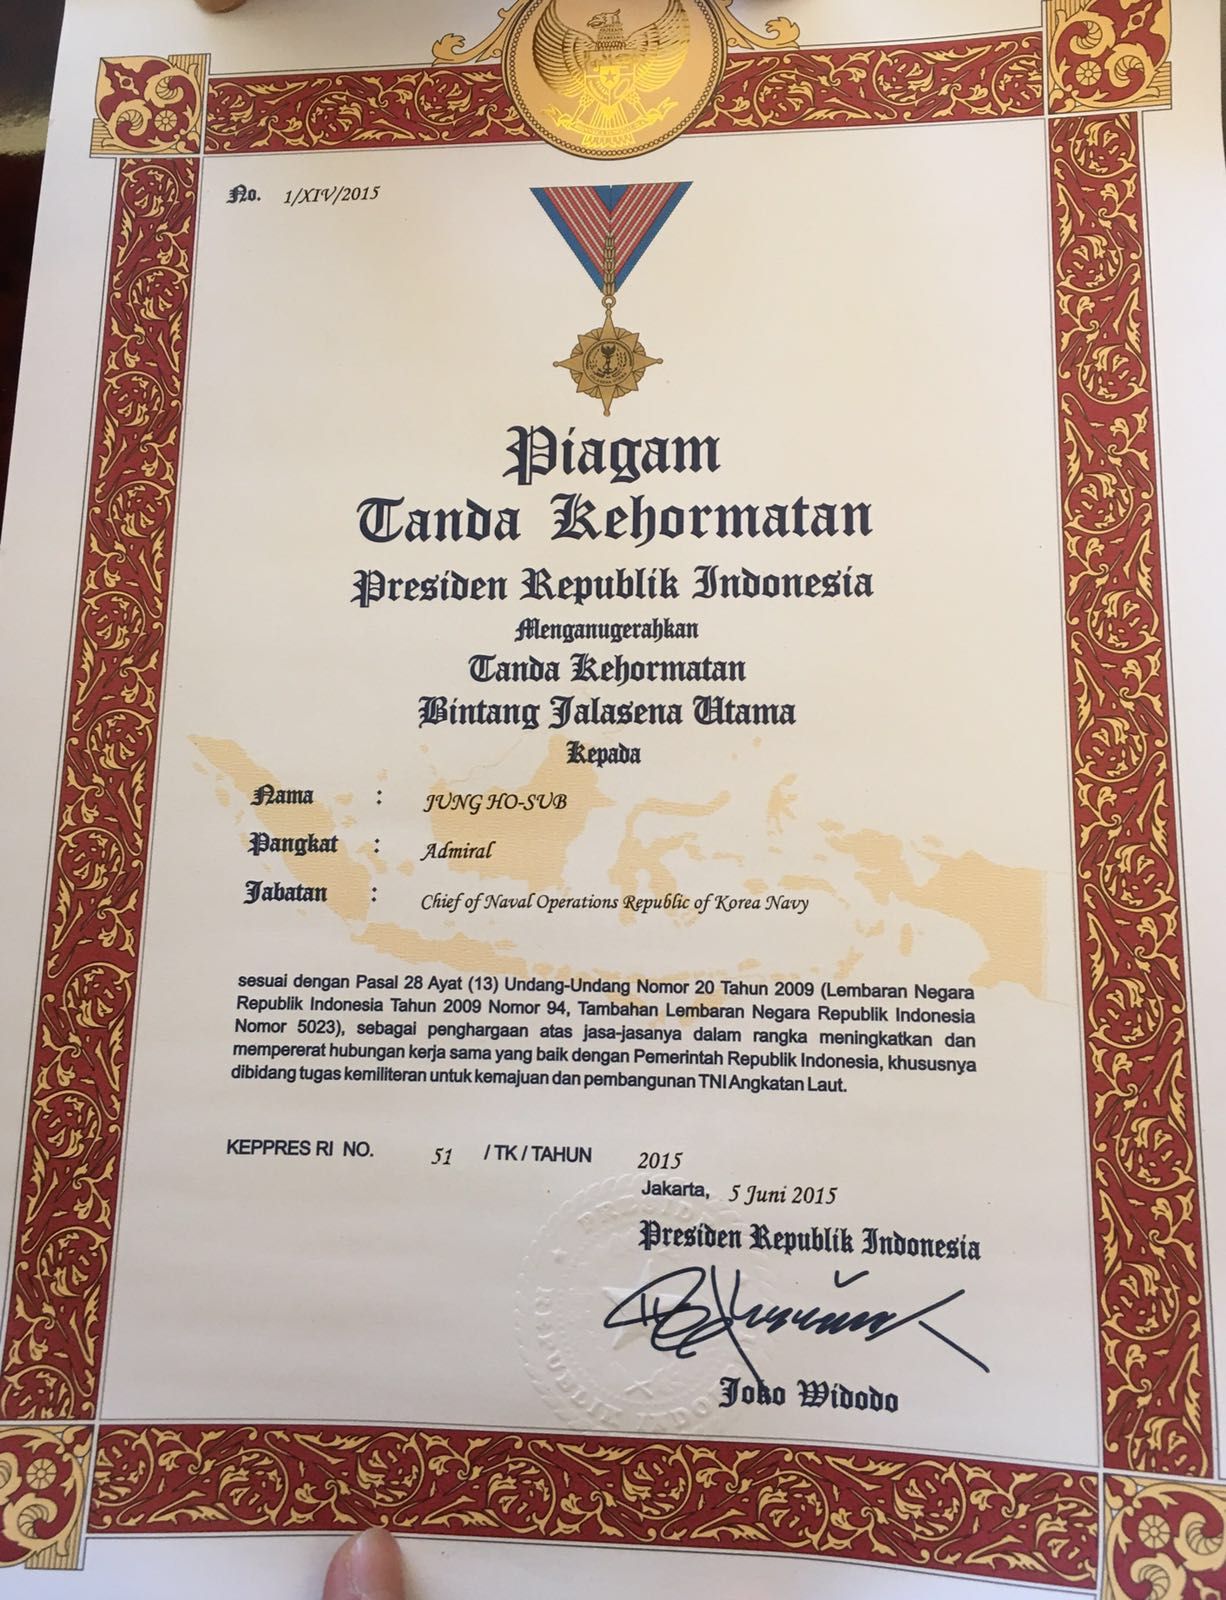 No. 1/XIV/2015
Piagam
Tanda Kehormatan
Presiden Republik Indonesia
Menganugerahkan
Tanda Kehormatan
Bintang Jalasena Utama
Kepada
Nama : JUNG HO-SUB
Pangkat : Admiral
Jabatan : Chief of Naval Operations Republic of Korea Navy
sesuai dengan Pasal 28 Ayat (13) Undang-Undang Nomor 20 Tahun 2009 (Lembaran Negara
Republik Indonesia Tahun 2009 Nomor 94, Tambahan Lembaran Negara Republik Indonesia
Nomor 5023), sebagai penghargaan atas jasa-jasanya dalam rangka meningkatkan dan
mempererat hubungan kerja sama yang baik dengan Pemerintah Republik Indonesia, khususnya
dibidang tugas kemiliteran untuk kemajuan dan pembangunan TNI Angkatan Laut.
KEPPRES RI NO. 51 / TK / TAHUN 2015
Jakarta, 5 Juni 2015
Presiden Republik Indonesia
PRESIDEN
REPUBLIK INDONESIA
Joko Widodo